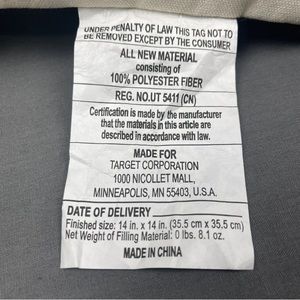 UNDER PENALTY OF LAW THIS TAG NOT TO
BE REMOVED EXCEPT BY THE CONSUMER
ALL NEW MATERIAL
consisting of
100% POLYESTER FIBER
REG. NO.UT 5411 (CN)
Certification is made by the manufacturer
that the materials in this article are
described in accordance with law.
MADE FOR
TARGET CORPORATION
1000 NICOLLET MALL,
MINNEAPOLIS, MN 55403, U.S.A.
DATE OF DELIVERY
Finished size: 14 in. x 14 in. (35.5 cm x 35.5 cm)
Net Weight of Filling Material: 0 lbs. 8.1 oz.
MADE IN CHINA